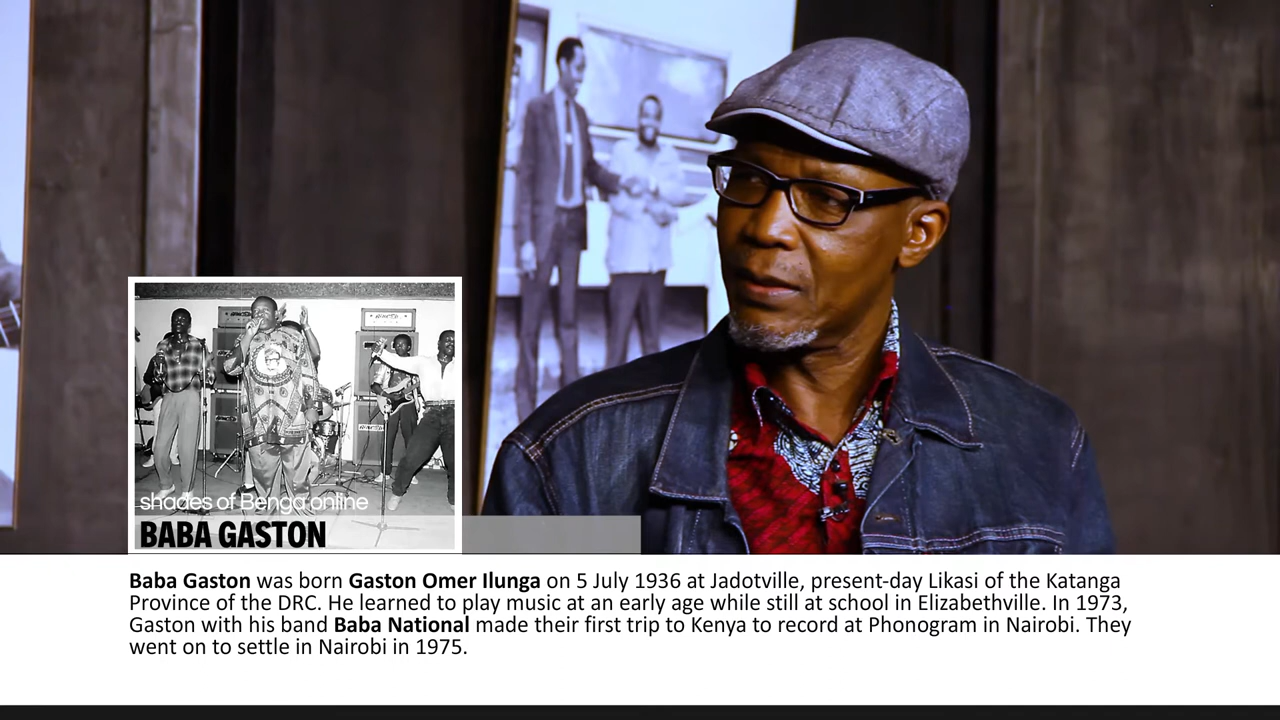 shades of Benga online
BABA GASTON
Baba Gaston was born Gaston Omer Ilunga on 5 July 1936 at Jadotville, present-day Likasi of the Katanga
Province of the DRC. He learned to play music at an early age while still at school in Elizabethville. In 1973,
Gaston with his band Baba National made their first trip to Kenya to record at Phonogram in Nairobi. They
went on to settle in Nairobi in 1975.